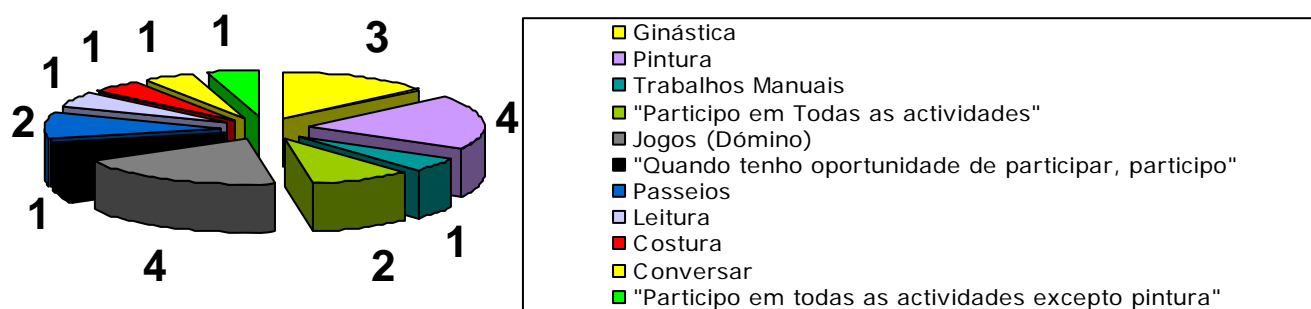 1
1
1
1
3
2
4
1
4
2
1
Ginástica
Pintura
Trabalhos Manuais
"Participo em Todas as actividades"
Jogos (Dómino)
"Quando tenho oportunidade de participar, participo"
Passeios
Leitura
Costura
Conversar
"Participo em todas as actividades excepto pintura"